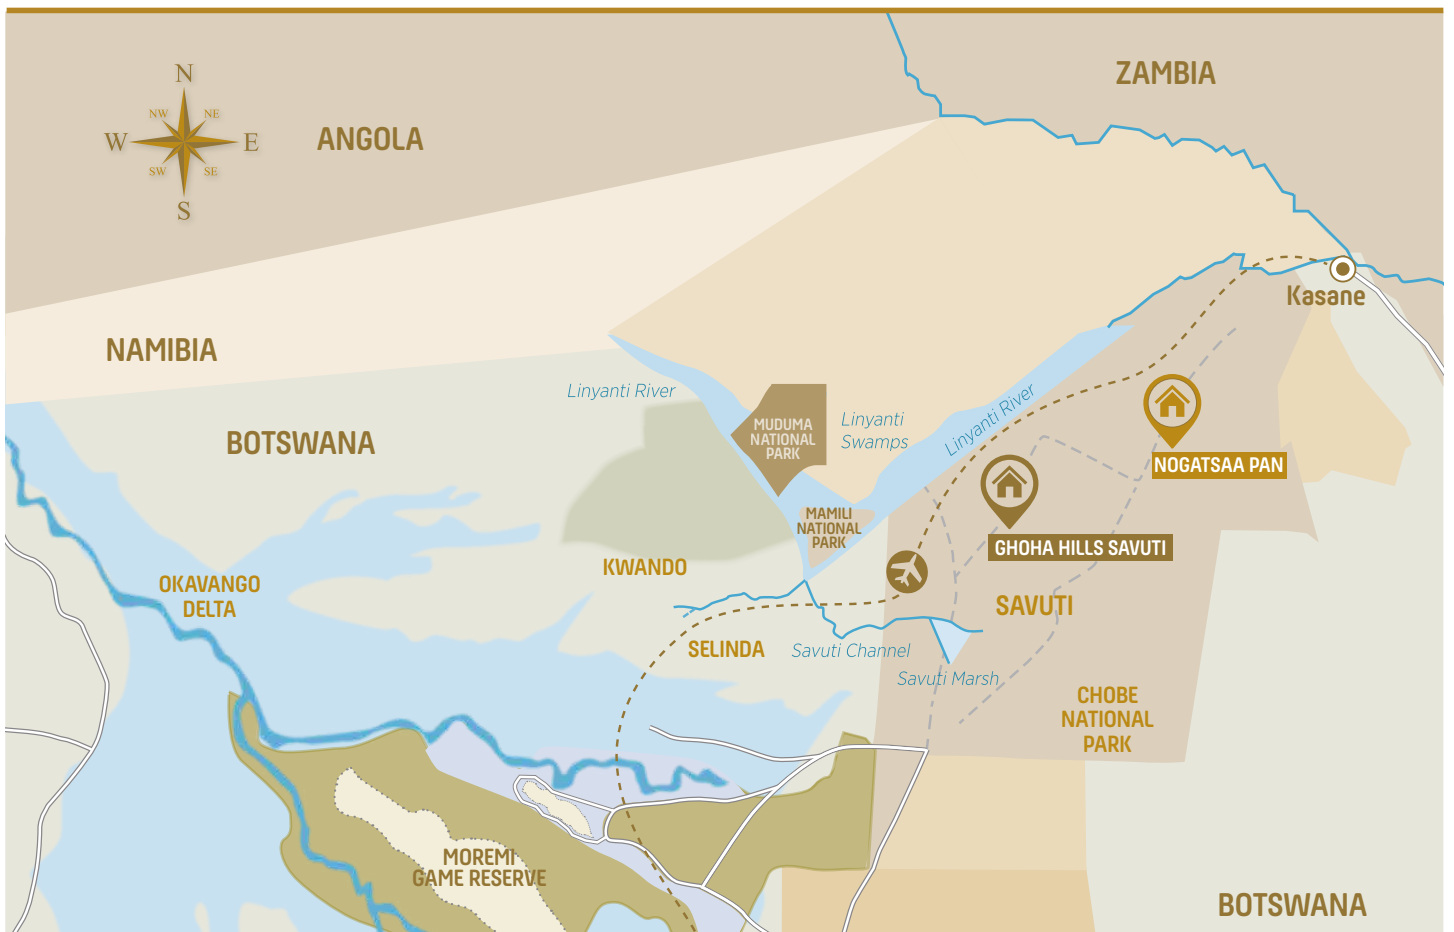 ZAMBIA
N
NW
NE
W
E
SW
SE
S
ANGOLA
Kasane
NAMIBIA
Linyanti River
BOTSWANA
MUDUMA
NATIONAL
PARK
Linyanti
Swamps
Linyanti River
NOGATSAA PAN
MAMILI
NATIONAL
PARK
GHOHA HILLS SAVUTI
KWANDO
OKAVANGO
DELTA
SAVUTI
SELINDA
Savuti Channel
Savuti Marsh
CHOBE
NATIONAL
PARK
MOREMI
GAME RESERVE
BOTSWANA